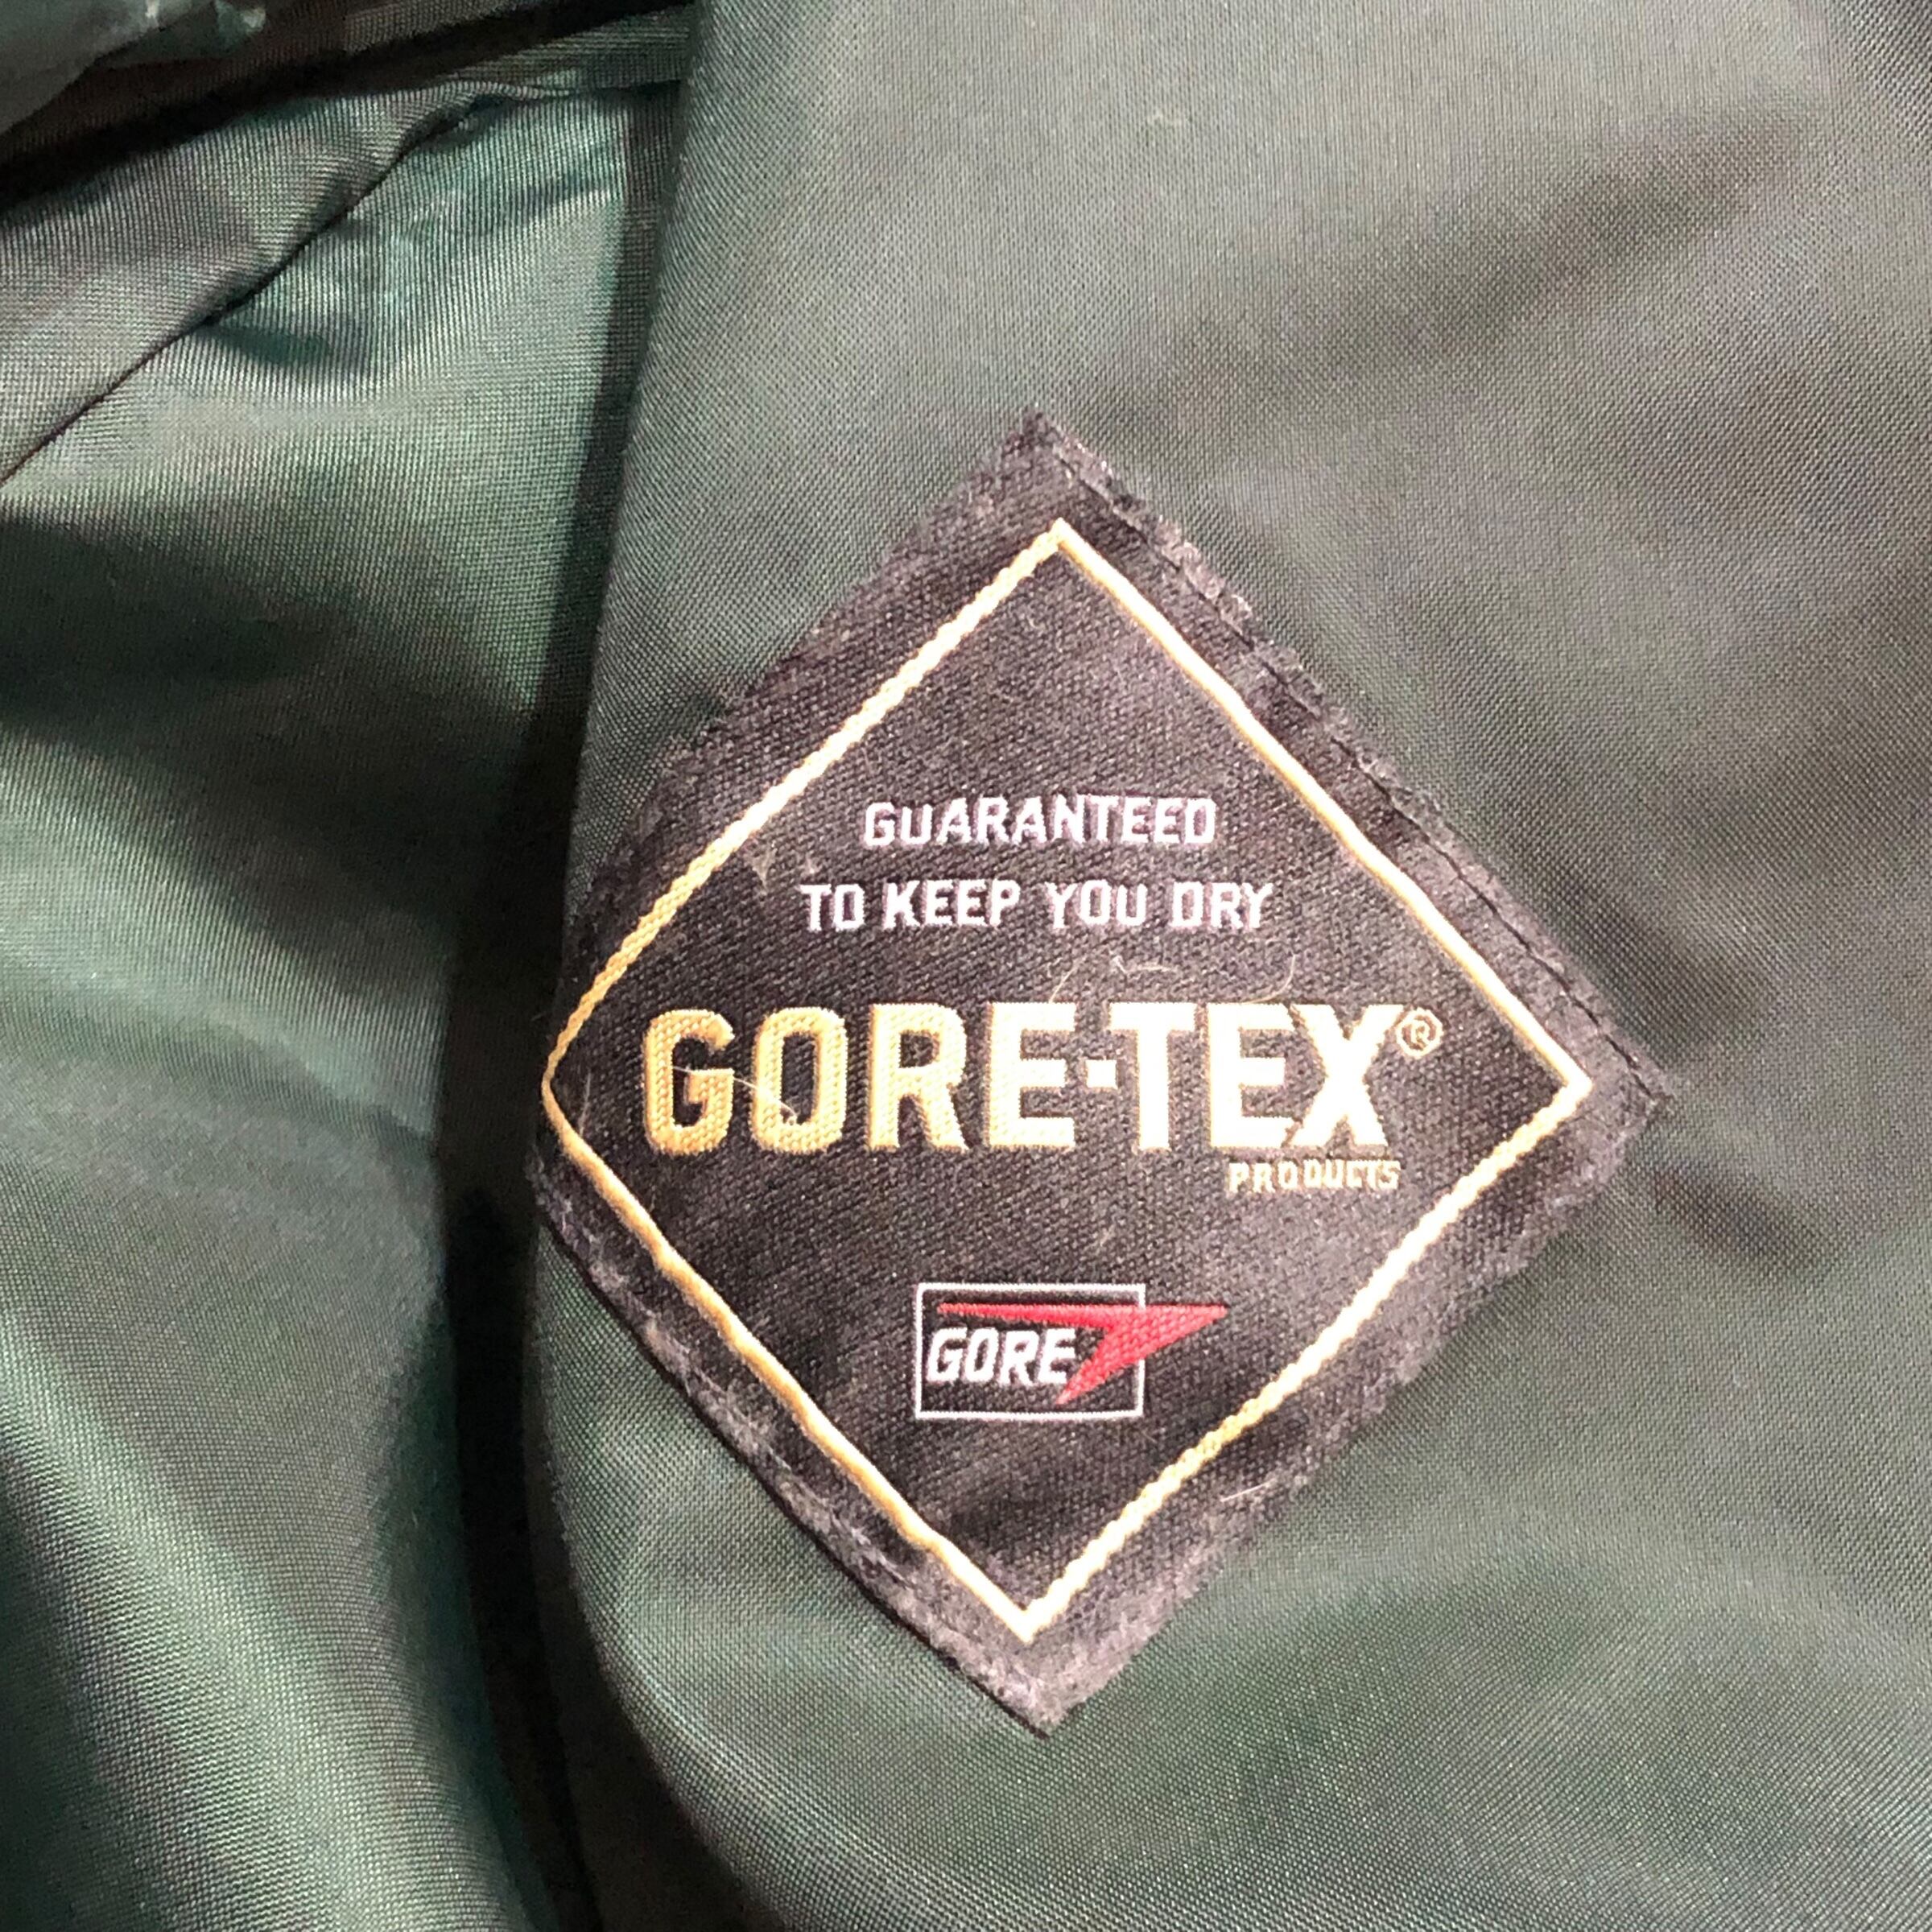 GUARANTEED
TO KEEP YOU DRY
GORE-TEX®
PRODUCTS
GORE